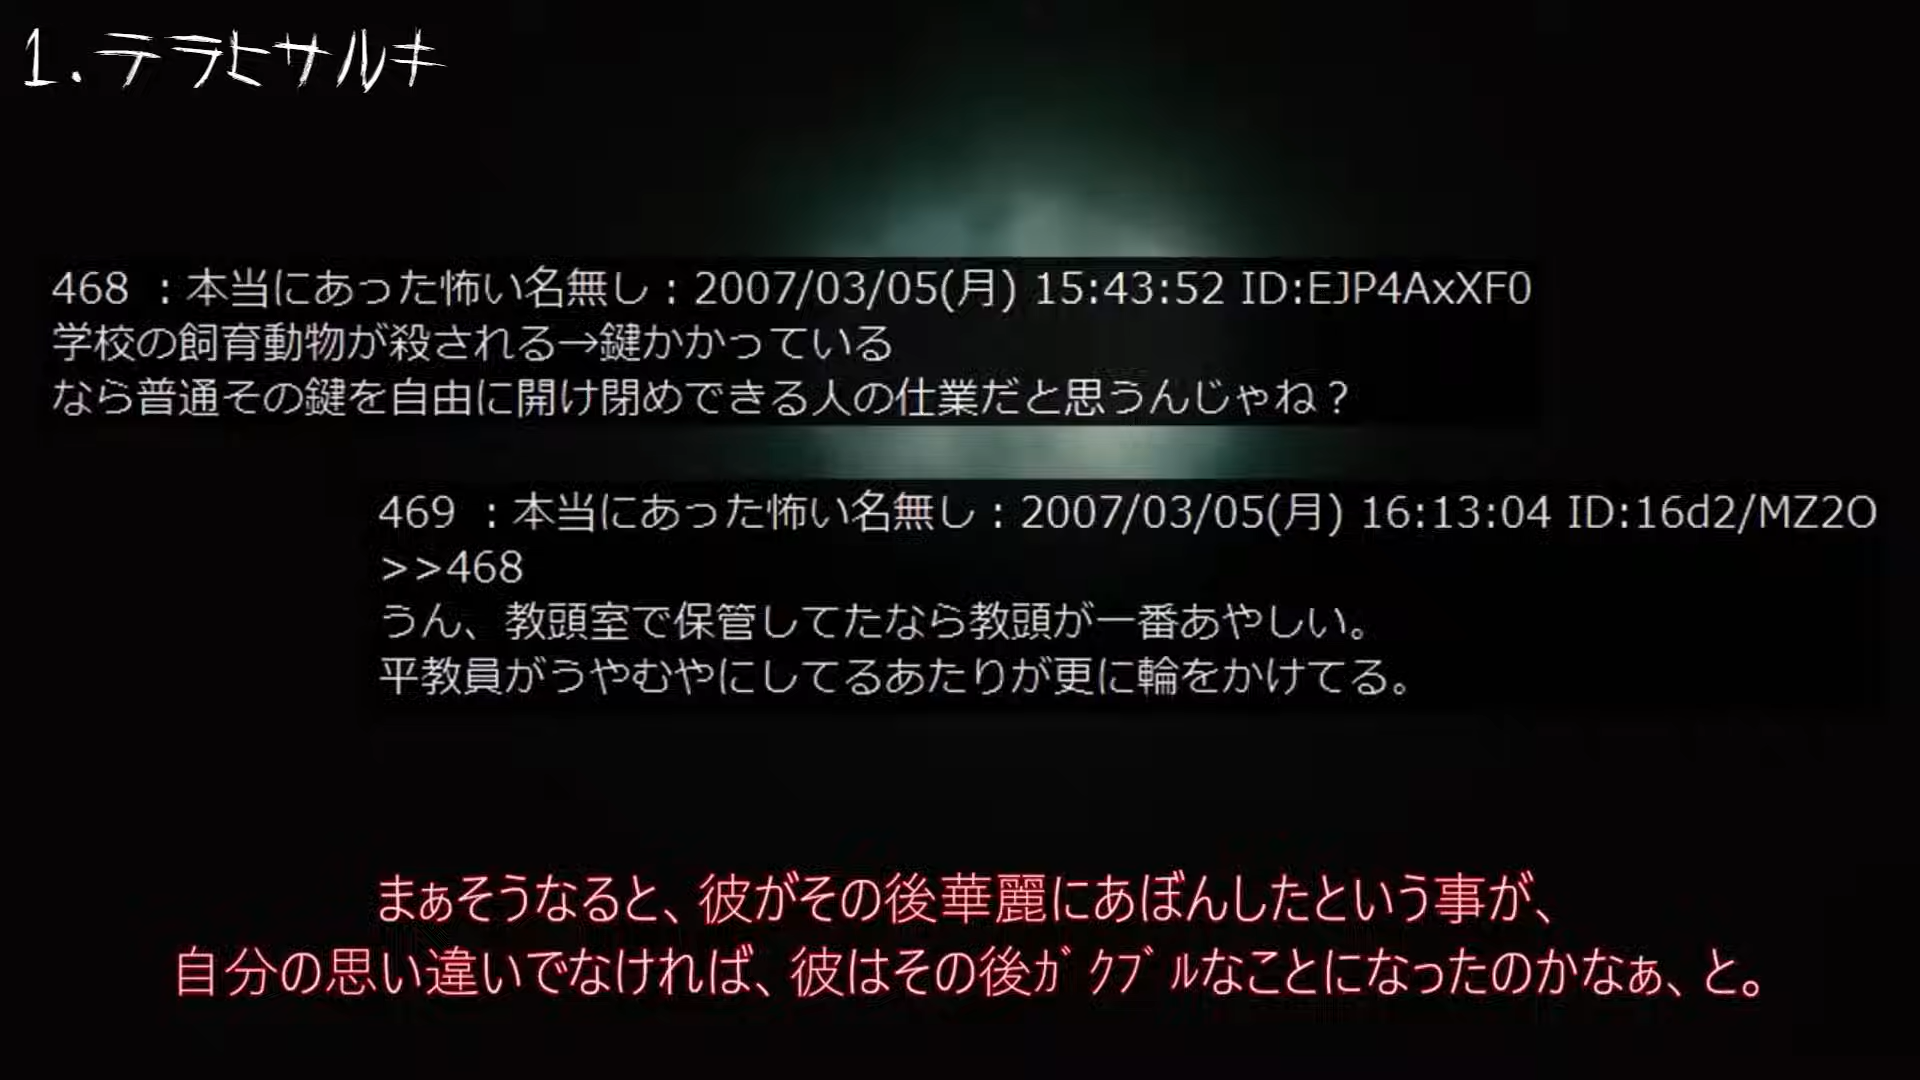 1.テラヒサルキ
468 ：本当にあった怖い名無し：2007/03/05(月) 15:43:52 ID:EJP4AxXF0
学校の飼育動物が殺される→鍵かかっている
なら普通その鍵を自由に開け閉めできる人の仕業だと思うんじゃね？
469 ：本当にあった怖い名無し：2007/03/05(月) 16:13:04 ID:16d2/MZ2O
>>468
うん、教頭室で保管してたなら教頭が一番あやしい。
平教員がうやむやにしてるあたりが更に輪をかけてる。
まぁそうなると、彼がその後華麗にあぼんしたという事が、
自分の思い違いでなければ、彼はその後ｶﾞｸﾌﾞﾙなことになったのかなぁ、と。